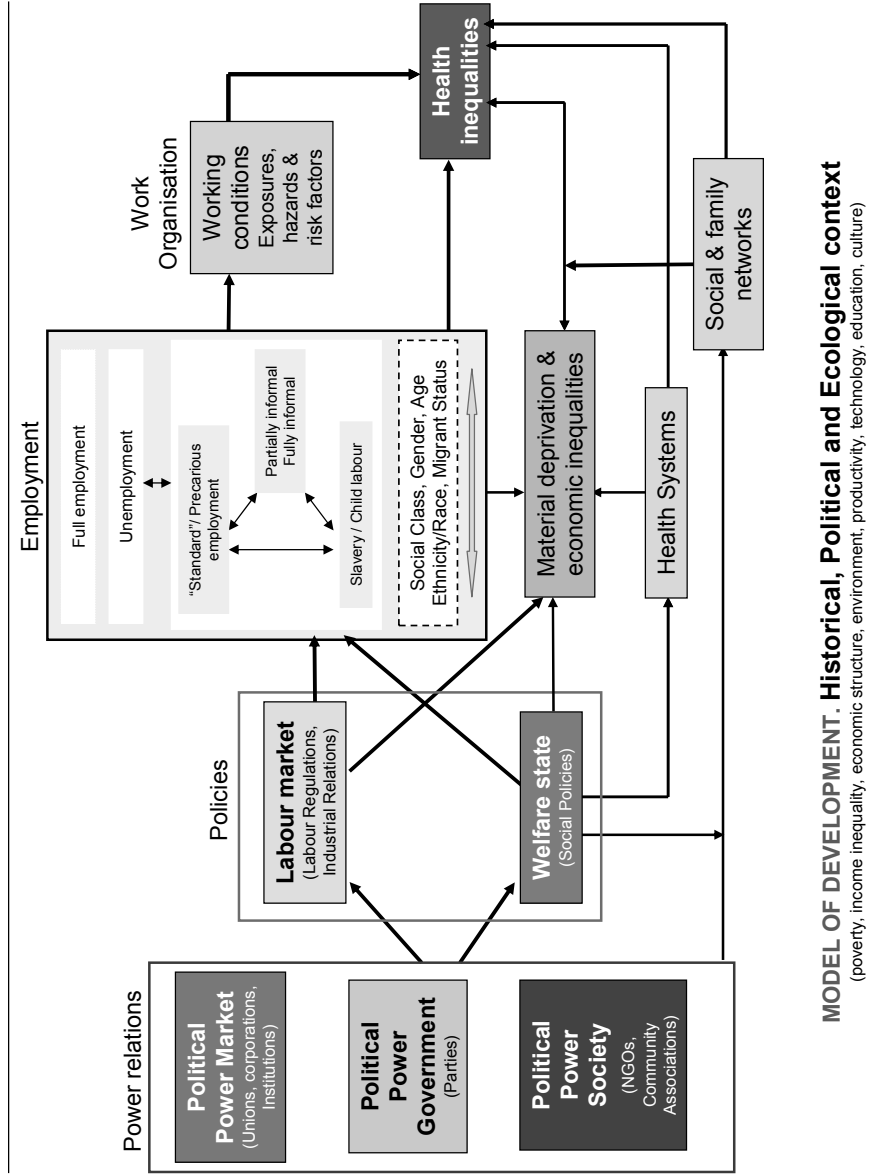 Power relations
Political
Power Market
(Unions, corporations,
Institutions)
Political
Power
Government
(Parties)
Political
Power
Society
(NGOs,
Community
Associations)
Policies
Labour market
(Labour Regulations,
Industrial Relations)
Welfare state
(Social Policies)
Employment
Full employment
Unemployment
“Standard”/ Precarious
employment
Partially informal
Fully informal
Slavery / Child labour
Social Class, Gender, Age
Ethnicity/Race, Migrant Status
Material deprivation &
economic inequalities
Health Systems
Work
Organisation
Working
conditions
Exposures,
hazards &
risk factors
Social & family
networks
Health
inequalities
MODEL OF DEVELOPMENT. Historical, Political and Ecological context
(poverty, income inequality, economic structure, environment, productivity, technology, education, culture)